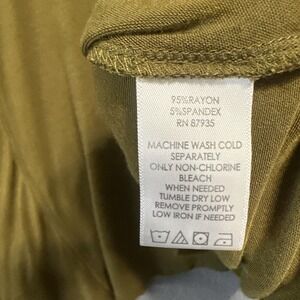 95%RAYON
5%SPANDEX
RN 87935
MACHINE WASH COLD
SEPARATELY
ONLY NON-CHLORINE
BLEACH
WHEN NEEDED
TUMBLE DRY LOW
REMOVE PROMPTLY
LOW IRON IF NEEDED